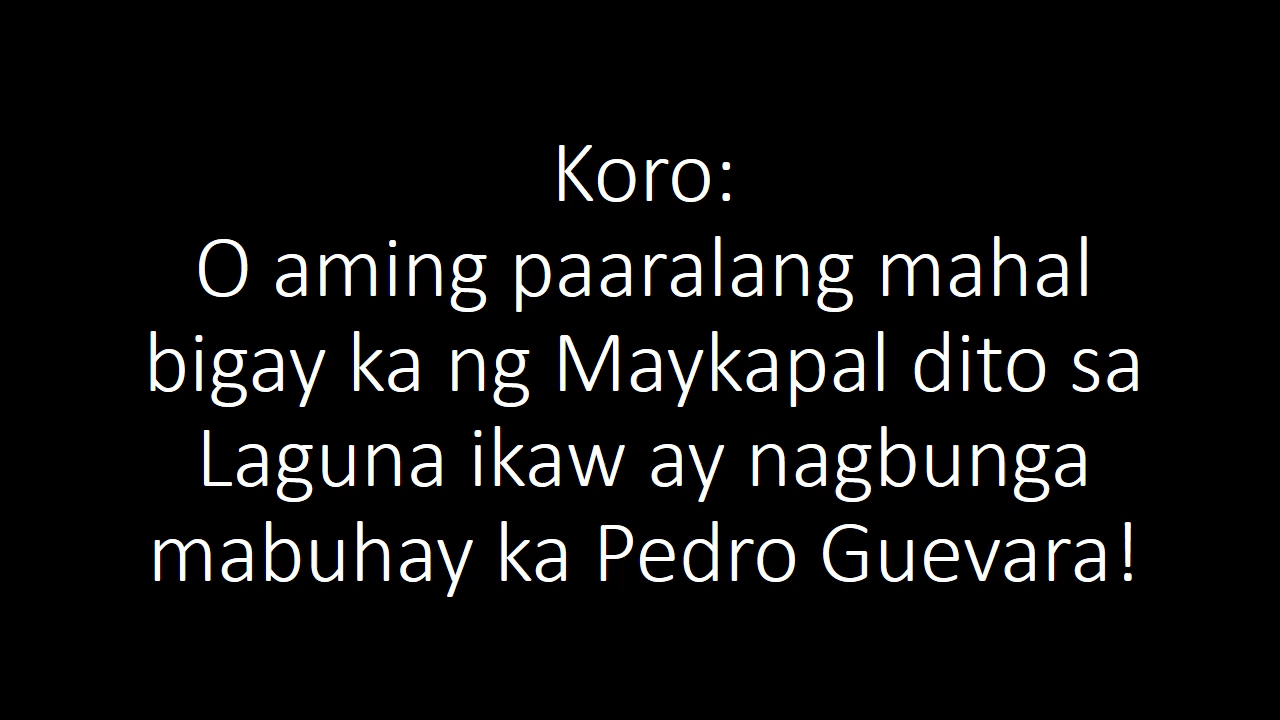 Koro:
O aming paaralang mahal
bigay ka ng Maykapal dito sa
Laguna ikaw ay nagbunga
mabuhay ka Pedro Guevara!